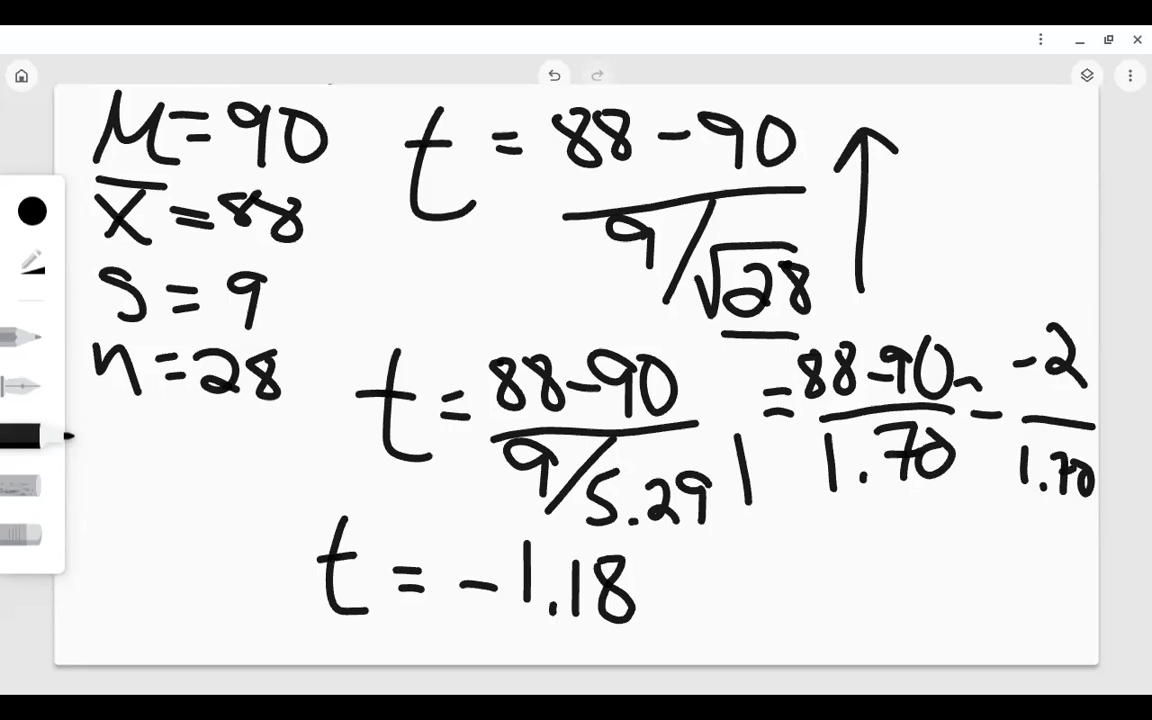 μ = 90
x̄ = 88
s = 9
n = 28
t = 88 - 90 / 9/√28
t = 88-90 / 9/5.291 = 88-90 / 1.70 = -2 / 1.70
t = -1.18